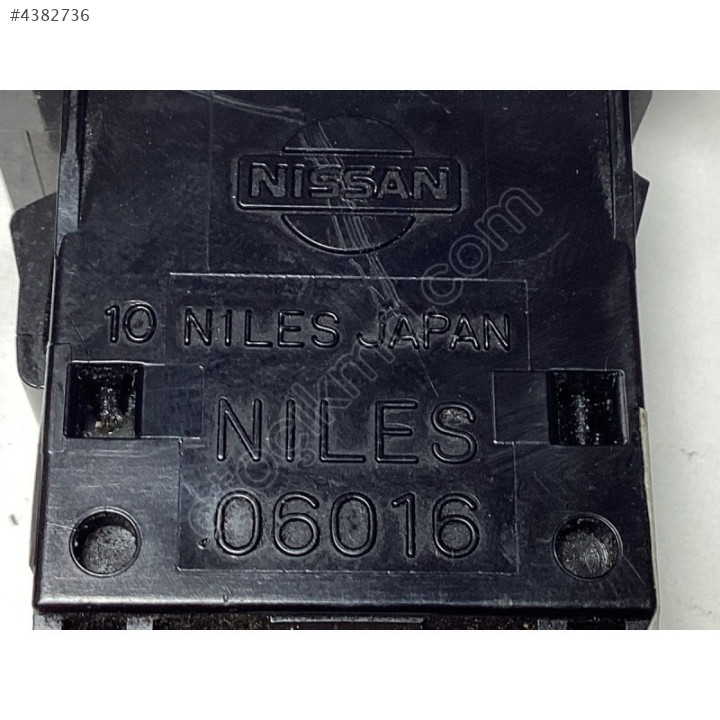 #4382736
NISSAN
10 NILES JAPAN
NILES
06016